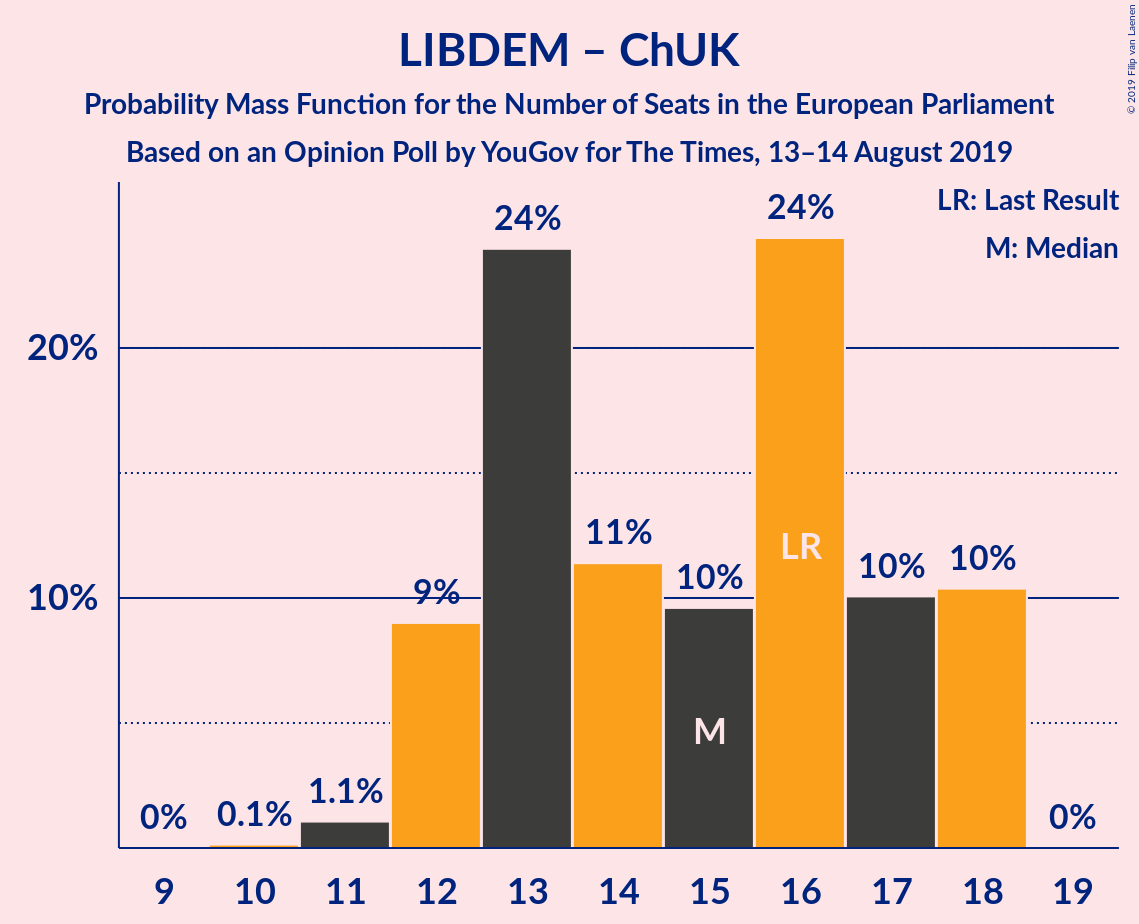 LIBDEM – ChUK
Probability Mass Function for the Number of Seats in the European Parliament
Based on an Opinion Poll by YouGov for The Times, 13–14 August 2019
© 2019 Filip van Laenen
LR: Last Result
M: Median
20%
10%
0%
0.1%
1.1%
9%
24%
11%
10%
24%
10%
10%
0%
LR
M
9 10 11 12 13 14 15 16 17 18 19